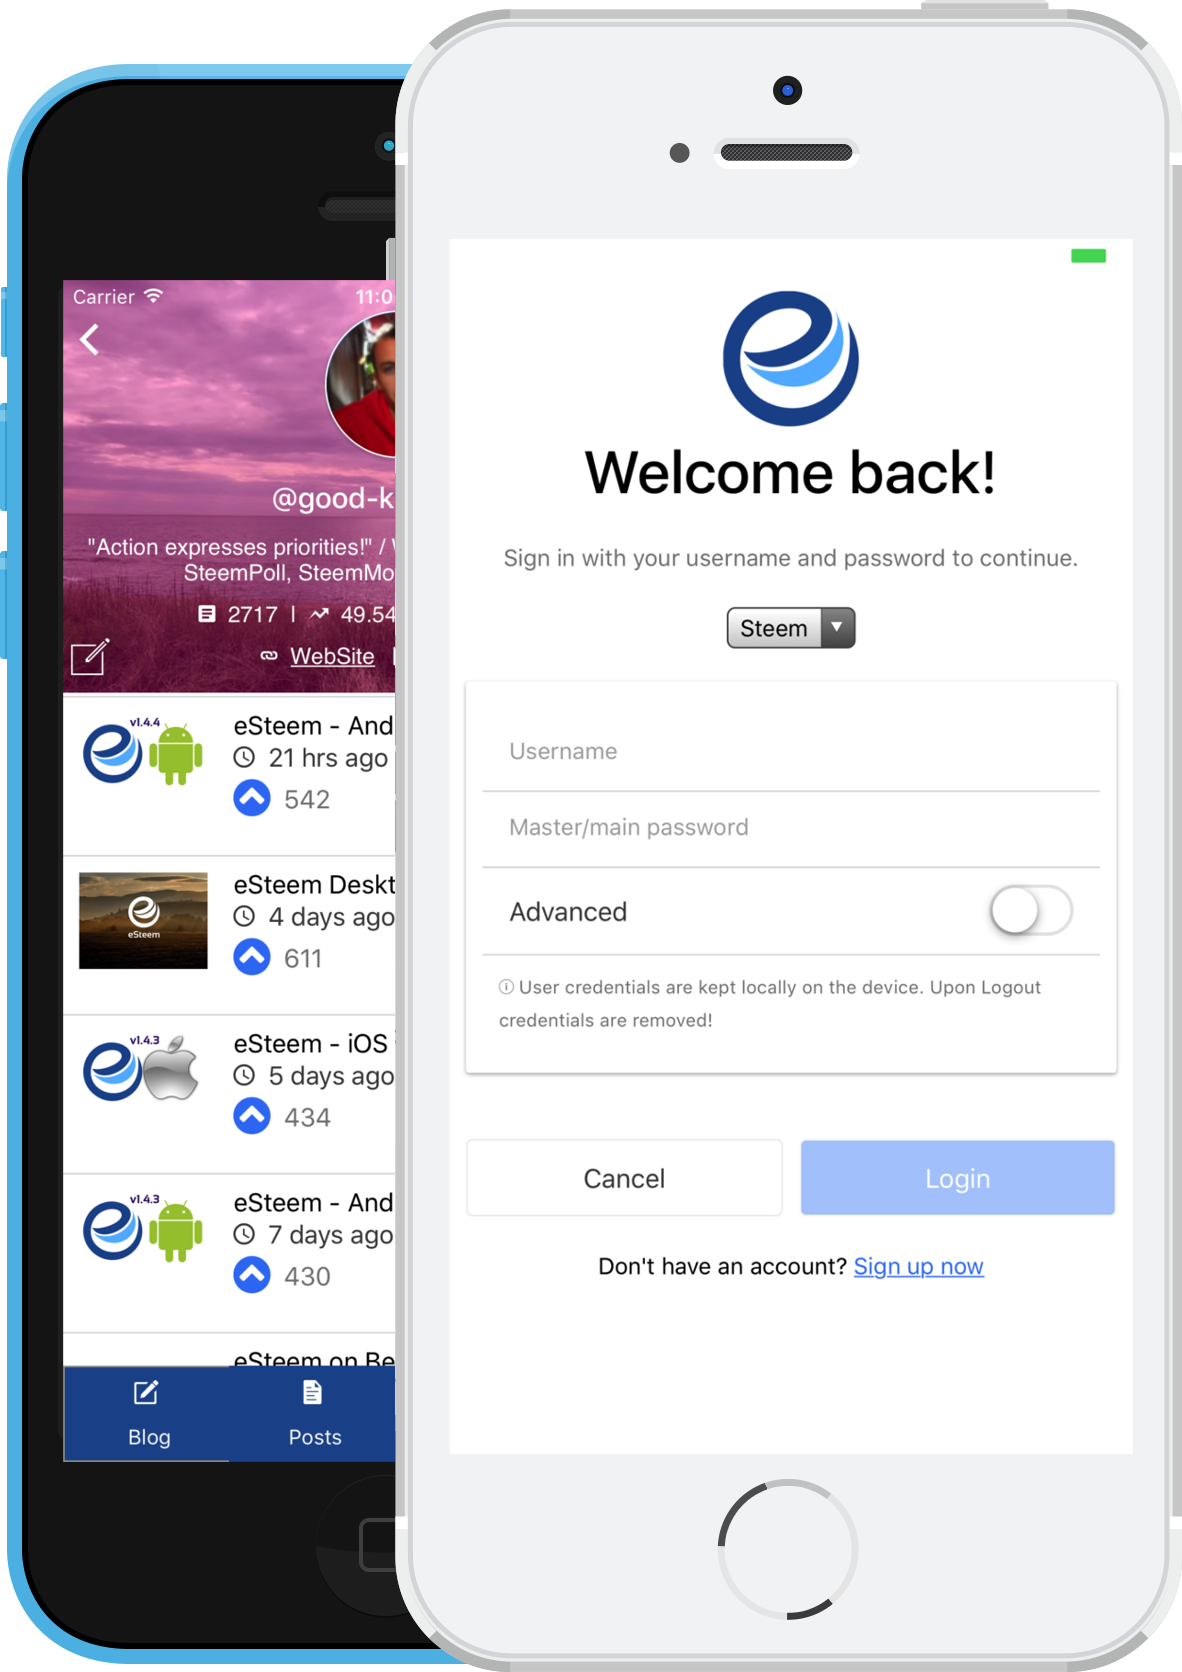 Carrier
11:0
@good-k
"Action expresses priorities!" /
SteemPoll, SteemMo
2717 | 49.54
WebSite
v1.4.4
eSteem - And
21 hrs ago
542
eSteem
eSteem Deskt
4 days ago
611
v1.4.3
eSteem - iOS
5 days ago
434
v1.4.3
eSteem - And
7 days ago
430
eSteem on Be
Blog
Posts
Welcome back!
Sign in with your username and password to continue.
Steem
Username
Master/main password
Advanced
User credentials are kept locally on the device. Upon Logout
credentials are removed!
Cancel
Login
Don't have an account? Sign up now